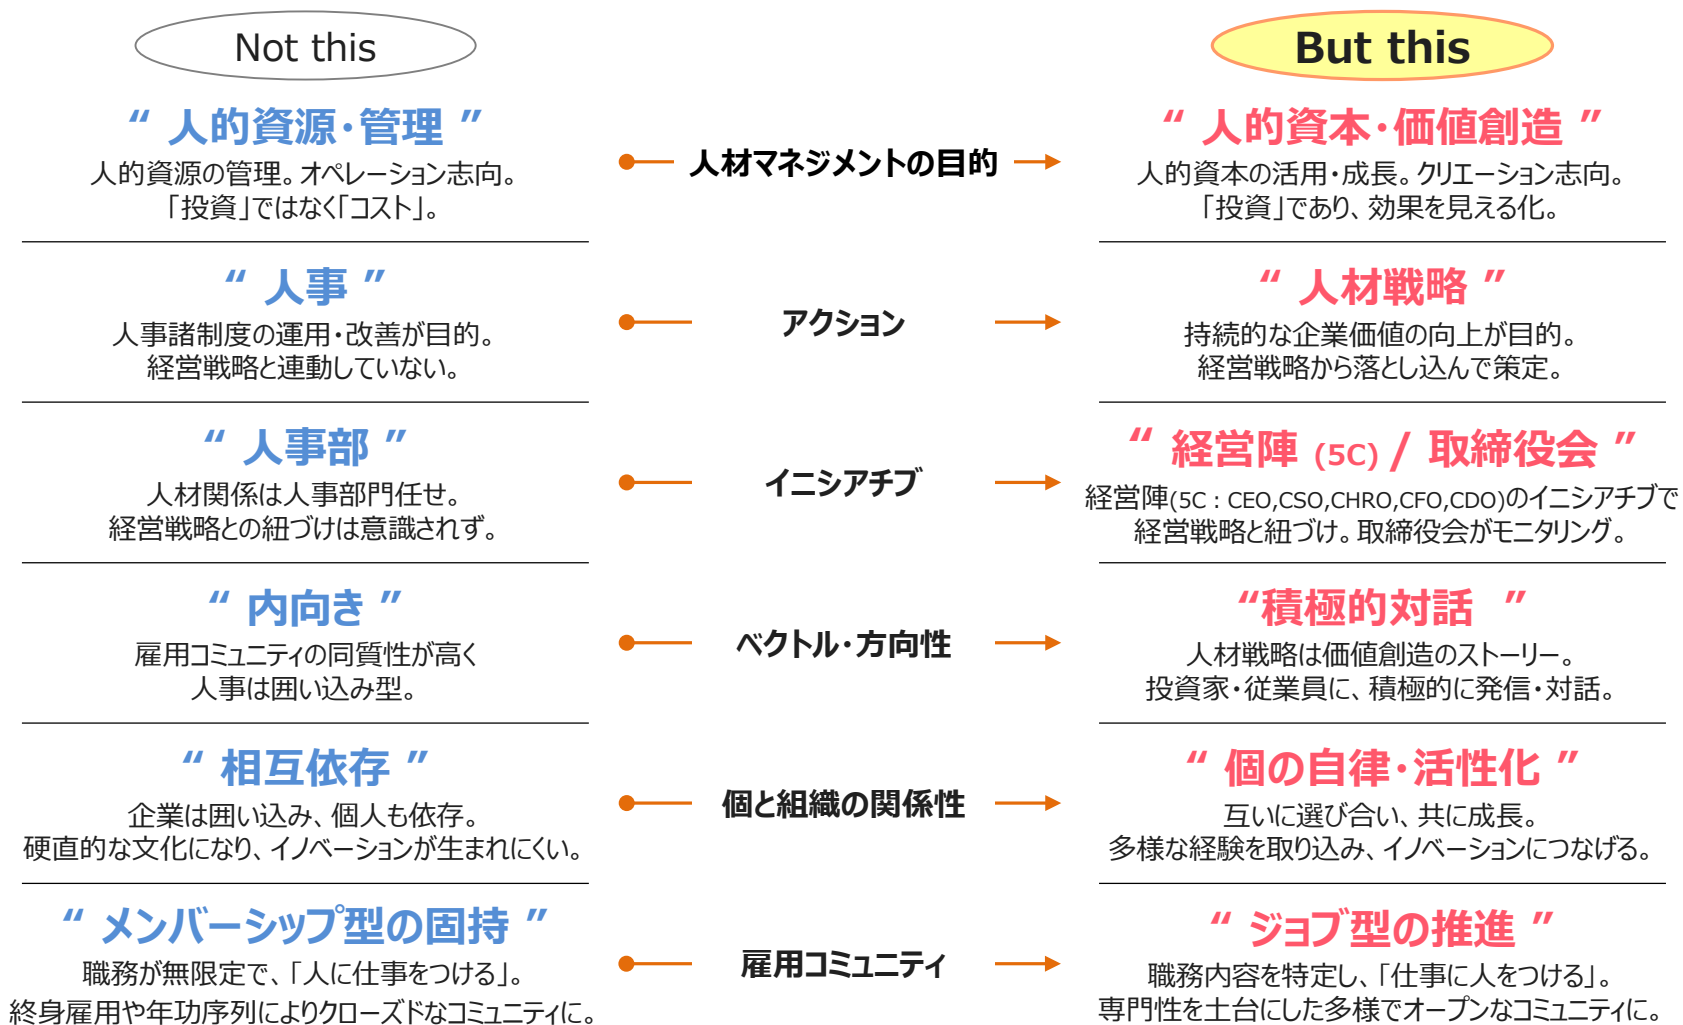 Not this
But this
“ 人的資源･管理 ”
人的資源の管理｡オペレーション志向。
｢投資｣ではなく｢コスト｣。
人材マネジメントの目的
“ 人的資本･価値創造 ”
人的資本の活用･成長｡クリエーション志向。
｢投資｣であり､効果を見える化。
“ 人事 ”
人事諸制度の運用･改善が目的。
経営戦略と連動していない。
アクション
“ 人材戦略 ”
持続的な企業価値の向上が目的。
経営戦略から落とし込んで策定。
“ 人事部 ”
人材関係は人事部門任せ。
経営戦略との紐づけは意識されず。
イニシアチブ
“ 経営陣 (5C) / 取締役会 ”
経営陣(5C : CEO,CSO,CHRO,CFO,CDO)のイニシアチブで
経営戦略と紐づけ｡取締役会がモニタリング。
“ 内向き ”
雇用コミュニティの同質性が高く
人事は囲い込み型。
ベクトル･方向性
“積極的対話 ”
人材戦略は価値創造のストーリー。
投資家･従業員に､積極的に発信･対話。
“ 相互依存 ”
企業は囲い込み､個人も依存。
硬直的な文化になり､イノベーションが生まれにくい。
個と組織の関係性
“ 個の自律･活性化 ”
互いに選び合い､共に成長。
多様な経験を取り込み､イノベーションにつなげる。
“ メンバーシップ型の固持 ”
職務が無限定で､｢人に仕事をつける｣。
終身雇用や年功序列によりクローズドなコミュニティに。
雇用コミュニティ
“ ジョブ型の推進 ”
職務内容を特定し､｢仕事に人をつける｣。
専門性を土台にした多様でオープンなコミュニティに。